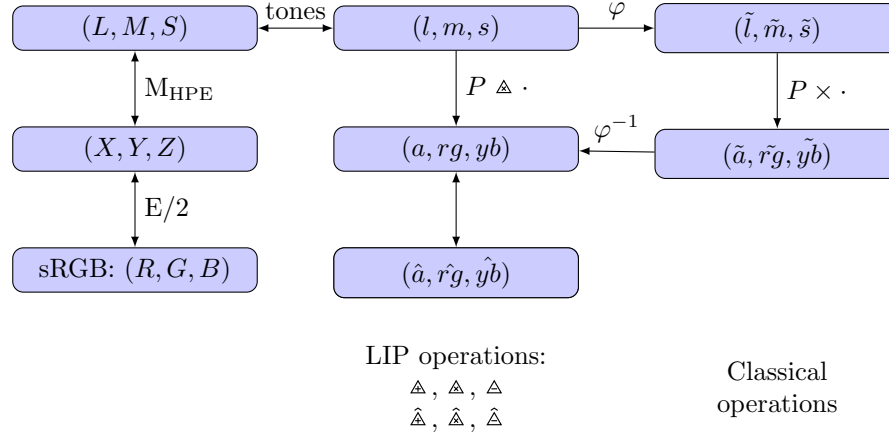 (L, M, S)
tones
(l, m, s)
φ
(l̃, m̃, s̃)
M_HPE
P ⨻ ·
P × ·
(X, Y, Z)
(a, rg, yb)
φ⁻¹
(ã, r̃g, ỹb)
E/2
sRGB: (R, G, B)
(â, r̂g, ŷb)
LIP operations:
⨹, ⨻, ⨺
⨹̂, ⨻̂, ⨺̂
Classical
operations